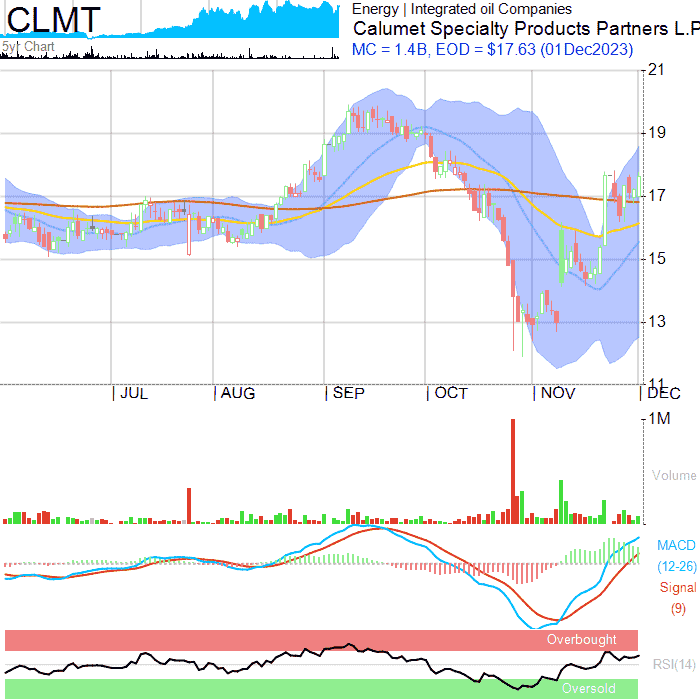 CLMT
5yr Chart
Energy | Integrated oil Companies
Calumet Specialty Products Partners L.P
MC = 1.4B, EOD = $17.63 (01Dec2023)
21
19
17
15
13
11
JUL
AUG
SEP
OCT
NOV
DEC
1M
Volume
MACD
(12-26)
Signal
(9)
Overbought
RSI(14)
Oversold